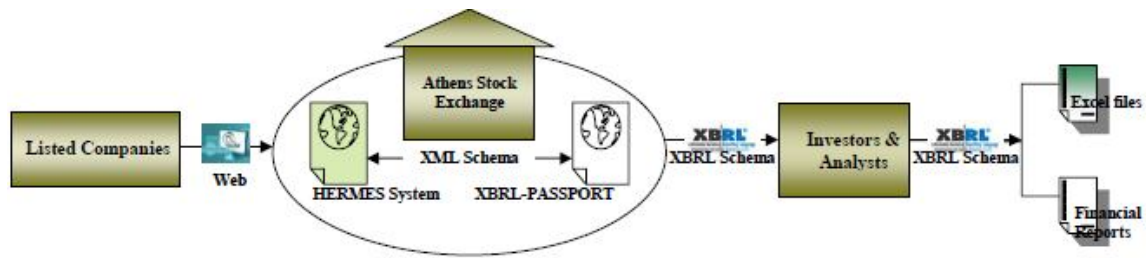 Listed Companies
Web
Athens Stock
Exchange
XML Schema
HERMES System
XBRL-PASSPORT
XBRL
XBRL Schema
Investors &
Analysts
XBRL
XBRL Schema
Excel files
Financial
Reports